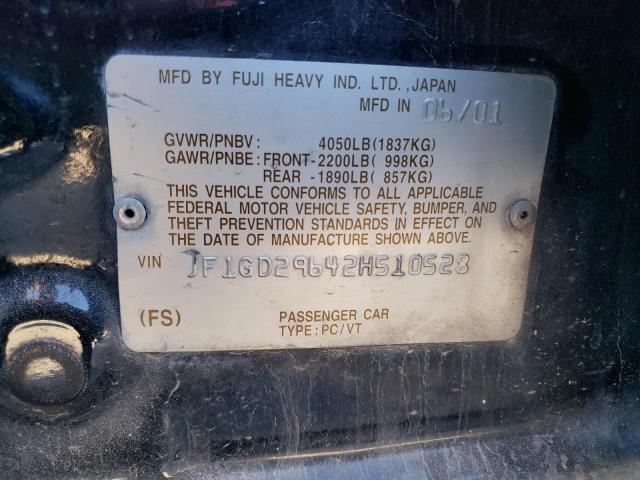 MFD BY FUJI HEAVY IND. LTD., JAPAN
MFD IN 06/01
GVWR/PNBV: 4050LB(1837KG)
GAWR/PNBE: FRONT-2200LB( 998KG)
REAR -1890LB( 857KG)
THIS VEHICLE CONFORMS TO ALL APPLICABLE
FEDERAL MOTOR VEHICLE SAFETY, BUMPER, AND
THEFT PREVENTION STANDARDS IN EFFECT ON
THE DATE OF MANUFACTURE SHOWN ABOVE.
VIN JF1GD29642H510528
(FS) PASSENGER CAR
TYPE: PC/VT